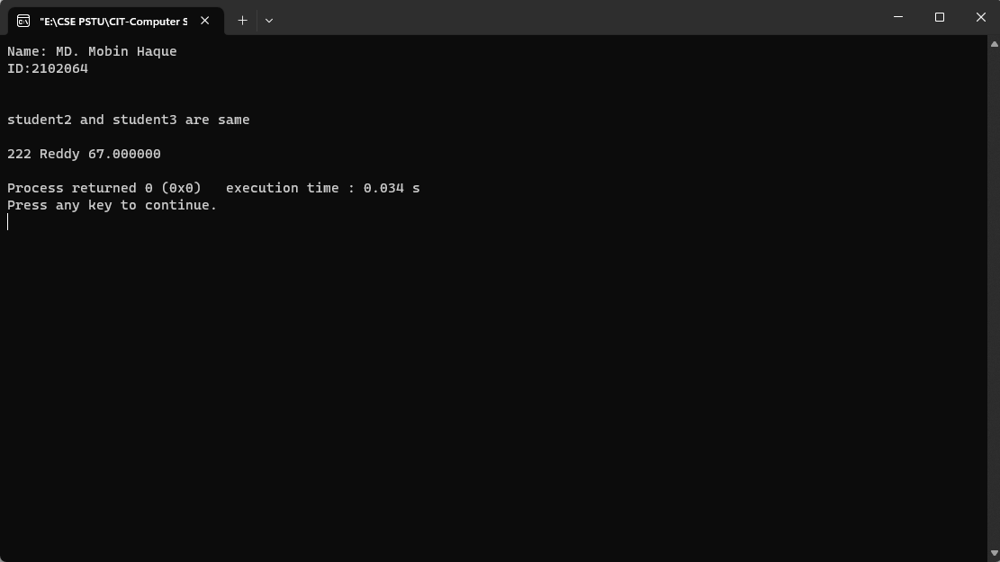 "E:\CSE PSTU\CIT-Computer S
Name: MD. Mobin Haque
ID:2102064
student2 and student3 are same
222 Reddy 67.000000
Process returned 0 (0x0)   execution time : 0.034 s
Press any key to continue.